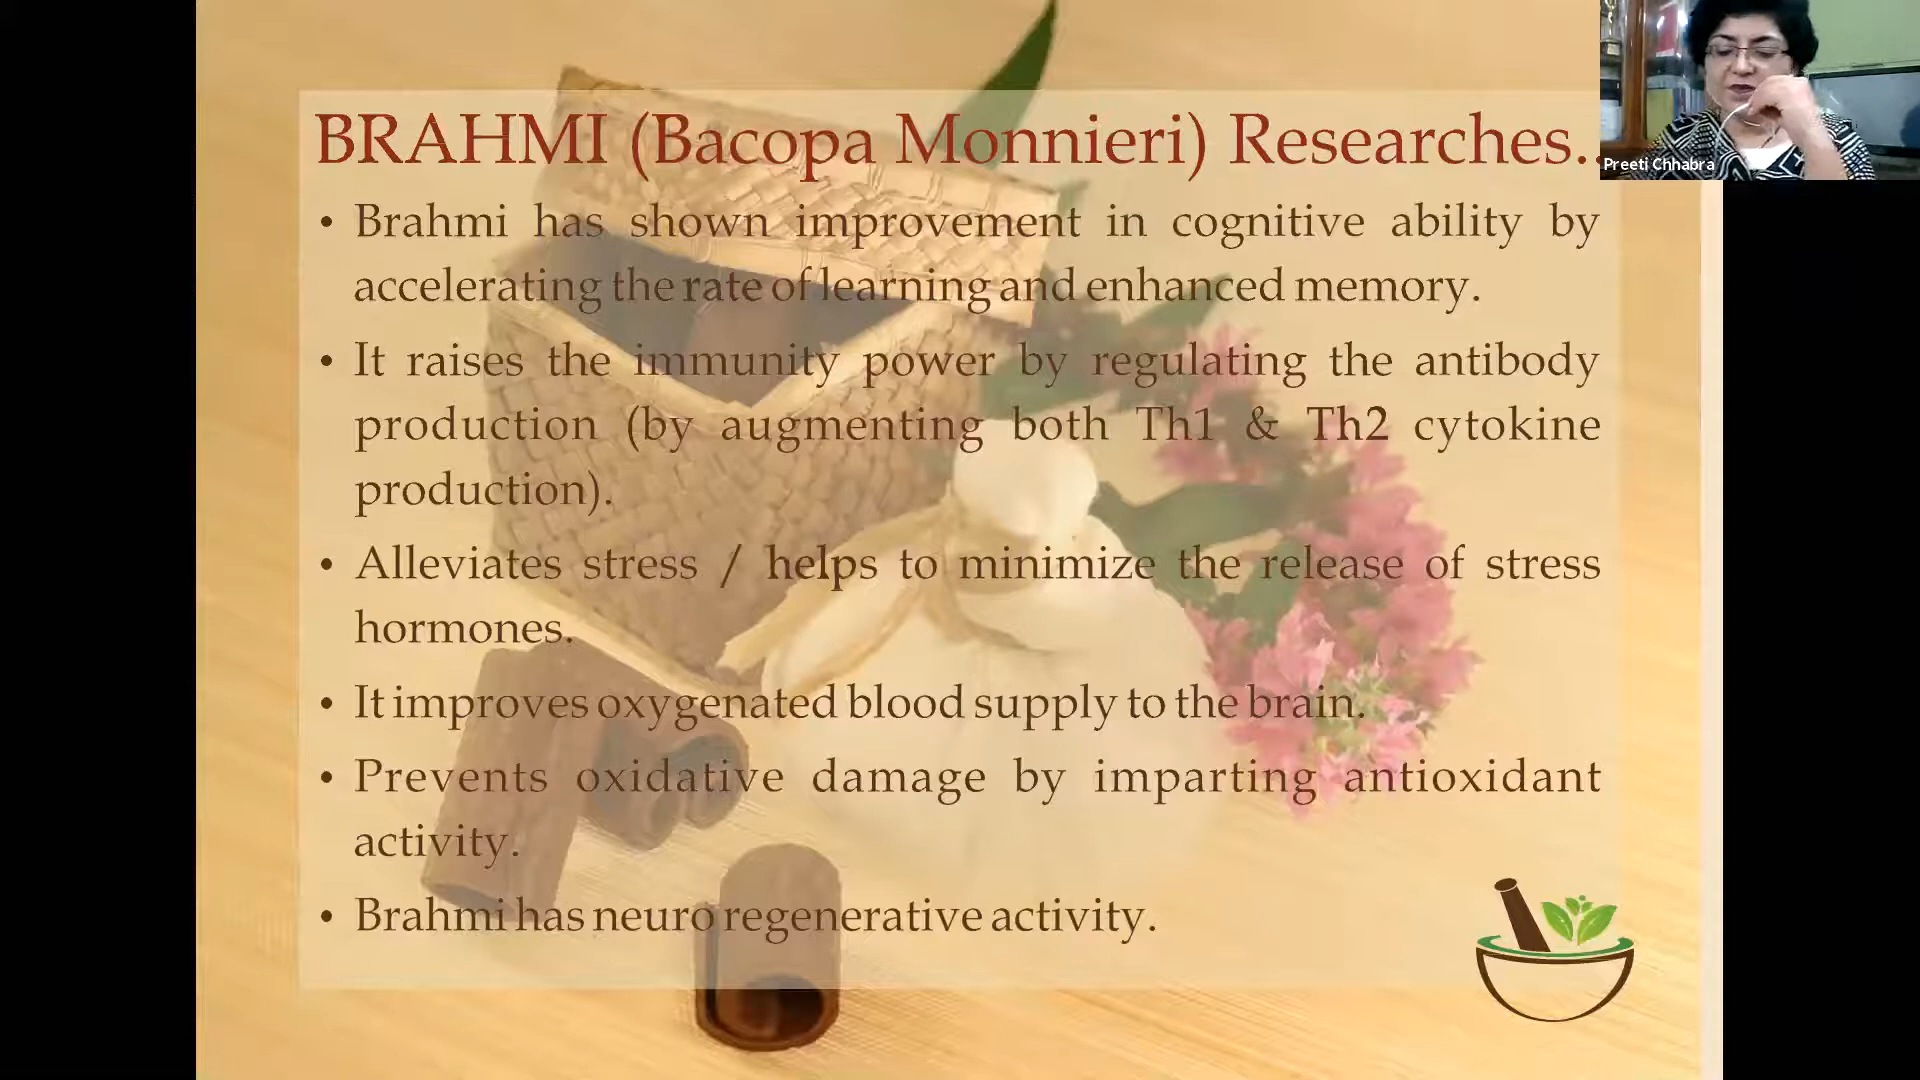 BRAHMI (Bacopa Monnieri) Researches..
Preeti Chhabra
• Brahmi has shown improvement in cognitive ability by
accelerating the rate of learning and enhanced memory.
• It raises the immunity power by regulating the antibody
production (by augmenting both Th1 & Th2 cytokine
production).
• Alleviates stress / helps to minimize the release of stress
hormones.
• It improves oxygenated blood supply to the brain.
• Prevents oxidative damage by imparting antioxidant
activity.
• Brahmi has neuro regenerative activity.